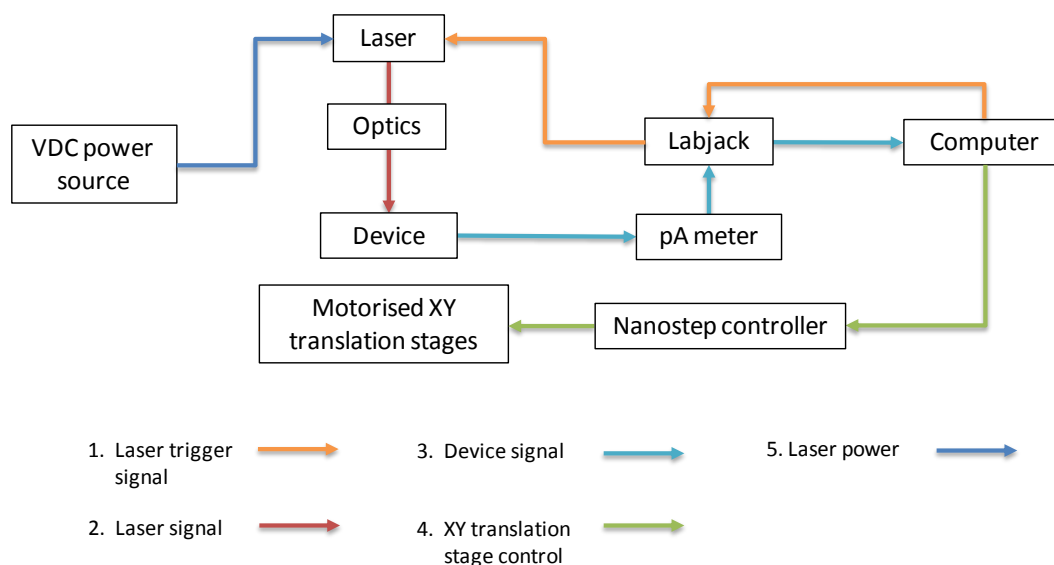 Laser
Optics
VDC power
source
Labjack
Computer
Device
pA meter
Motorised XY
translation stages
Nanostep controller
1. Laser trigger
signal
3. Device signal
5. Laser power
2. Laser signal
4. XY translation
stage control